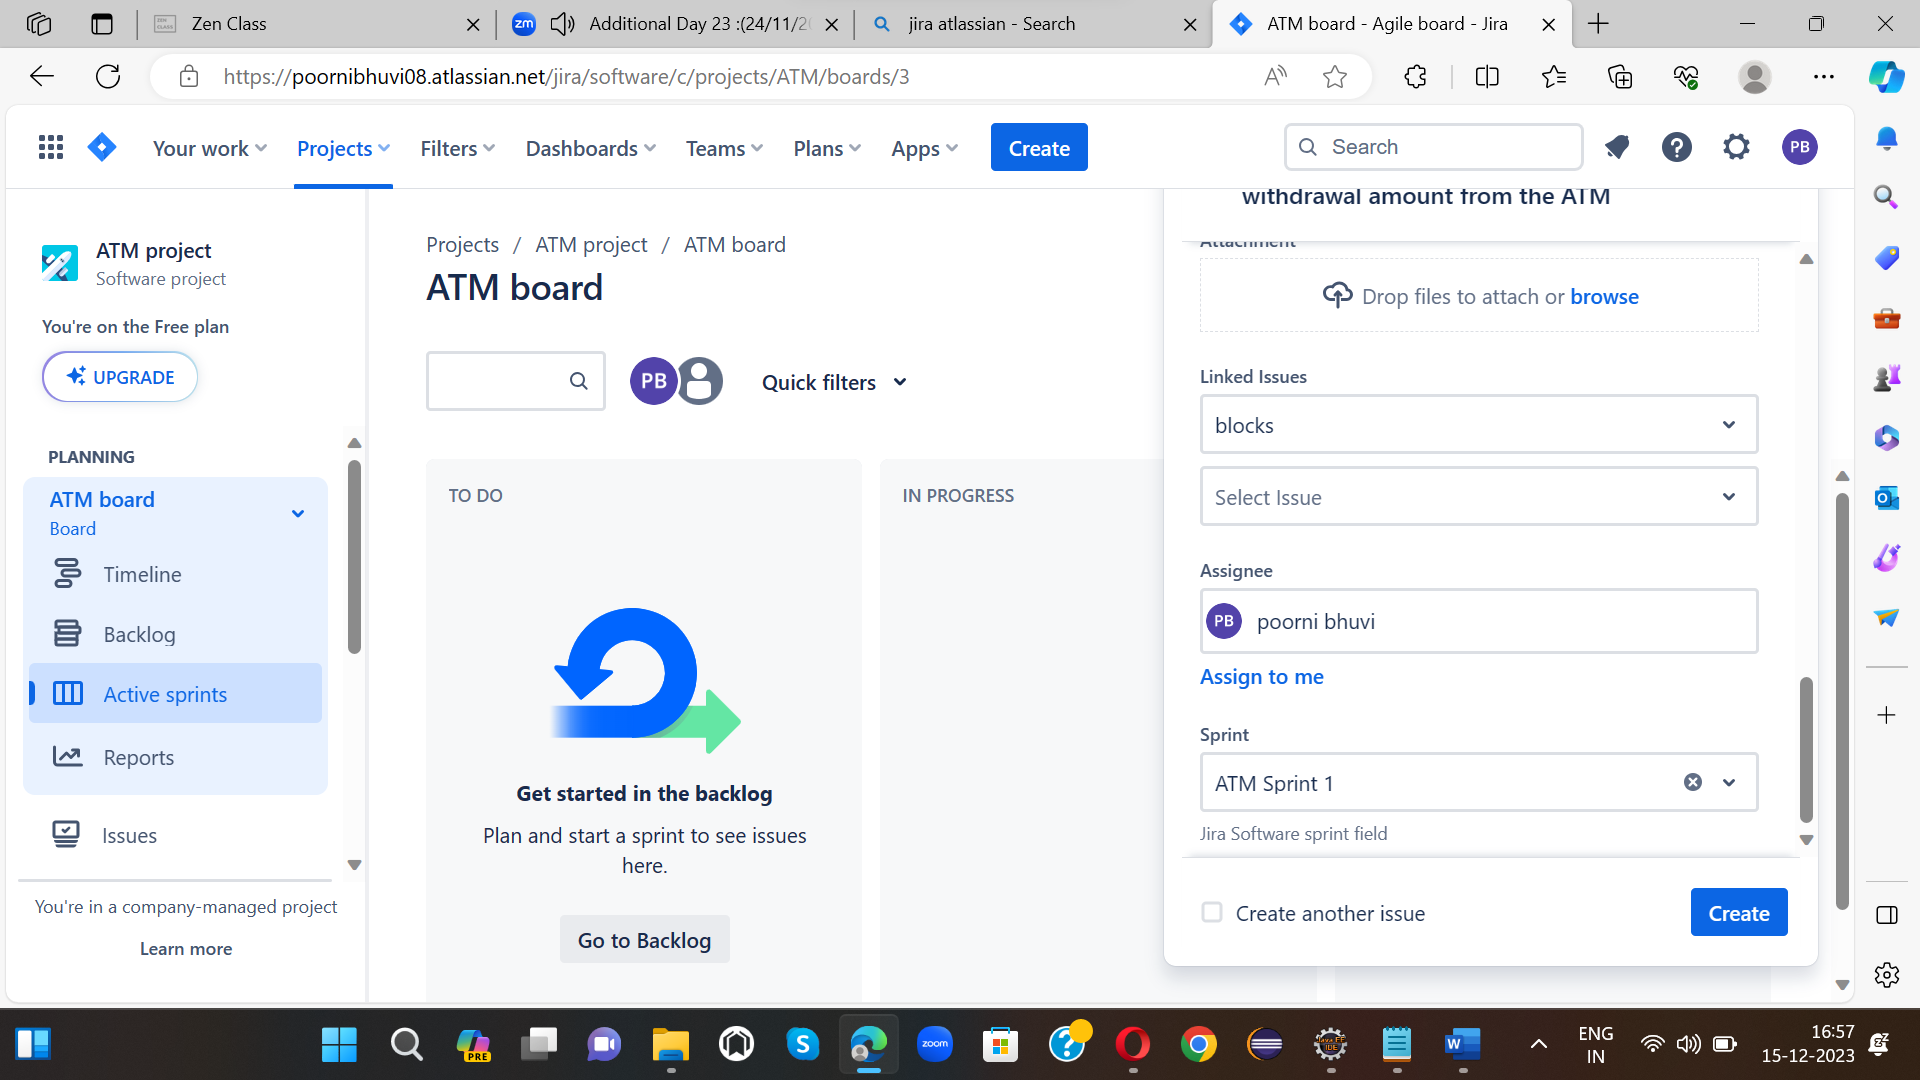 Zen Class
zm
Additional Day 23 :(24/11/20
jira atlassian - Search
ATM board - Agile board - Jira
https://poornibhuvi08.atlassian.net/jira/software/c/projects/ATM/boards/3
Your work
Projects
Filters
Dashboards
Teams
Plans
Apps
Create
Search
PB
ATM project
Software project
You're on the Free plan
UPGRADE
PLANNING
ATM board
Board
Timeline
Backlog
Active sprints
Reports
Issues
You're in a company-managed project
Learn more
Projects / ATM project / ATM board
ATM board
PB
Quick filters
TO DO
IN PROGRESS
Get started in the backlog
Plan and start a sprint to see issues
here.
Go to Backlog
withdrawal amount from the ATM
Attachment
Drop files to attach or browse
Linked Issues
blocks
Select Issue
Assignee
PB poorni bhuvi
Assign to me
Sprint
ATM Sprint 1
Jira Software sprint field
Create another issue
Create
PRE
zoom
ENG
IN
16:57
15-12-2023